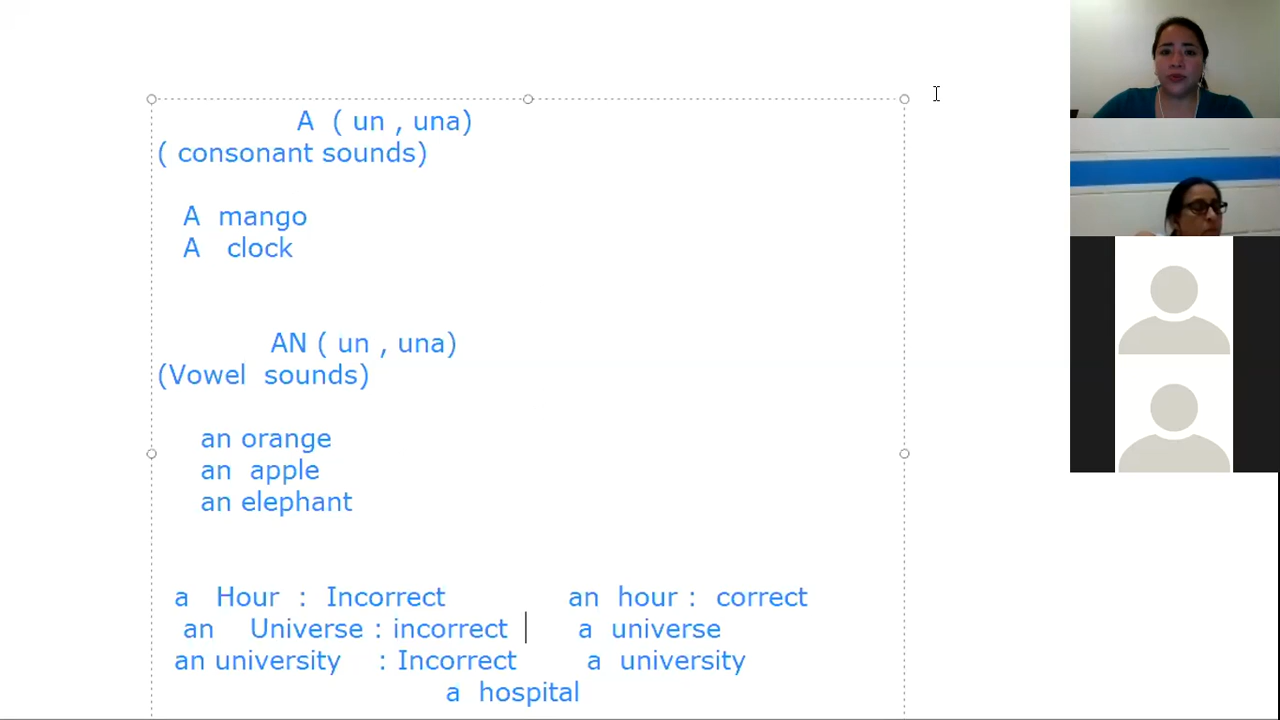 A ( un , una)
( consonant sounds)
A mango
A clock
AN ( un , una)
(Vowel sounds)
an orange
an apple
an elephant
a Hour : Incorrect an hour : correct
an Universe : incorrect a universe
an university : Incorrect a university
a hospital